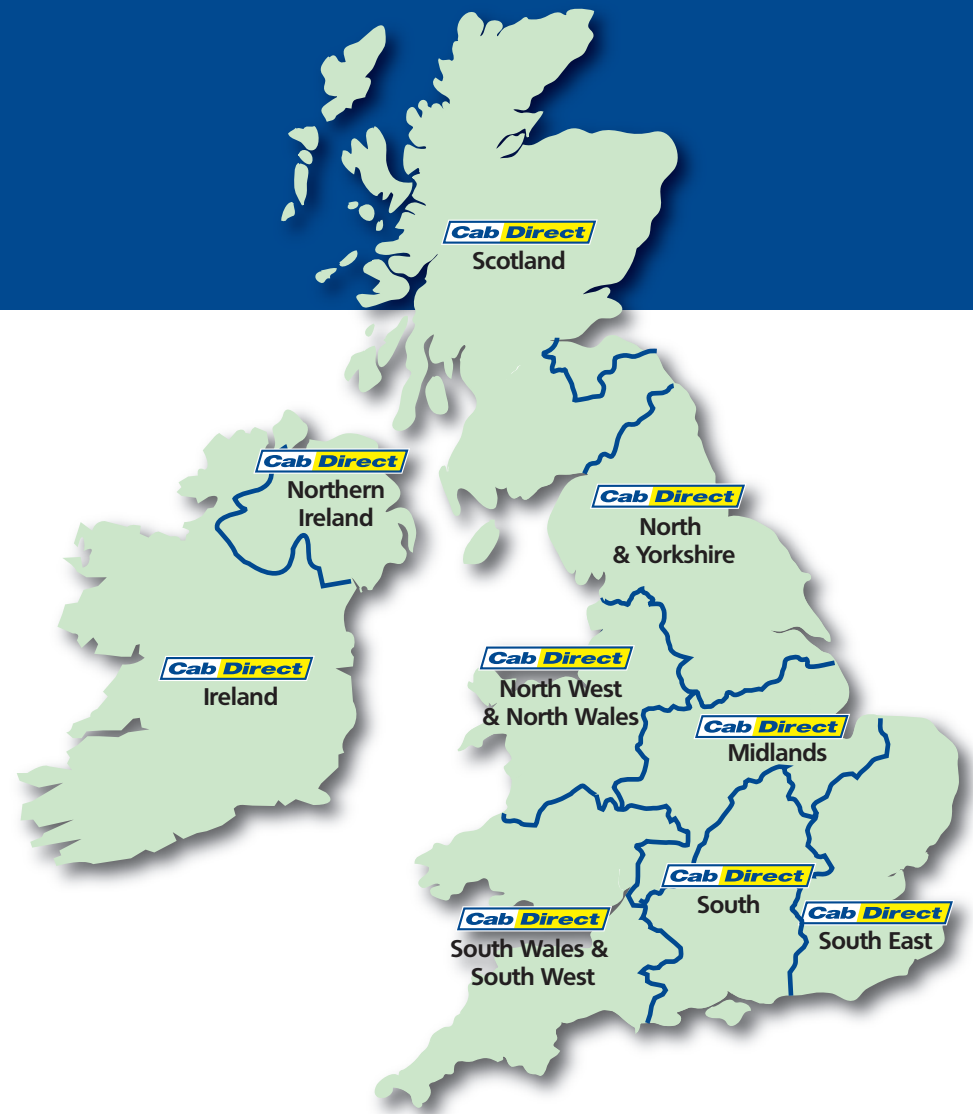 Cab Direct
Scotland
Cab Direct
Northern
Ireland
Cab Direct
North
& Yorkshire
Cab Direct
Ireland
Cab Direct
North West
& North Wales
Cab Direct
Midlands
Cab Direct
South
Cab Direct
South East
Cab Direct
South Wales &
South West